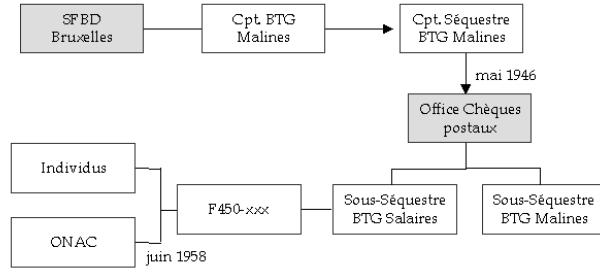 SFBD
Bruxelles
Cpt. BTG
Malines
Cpt. Séquestre
BTG Malines
mai 1946
Office Chèques
postaux
Individus
F450-xxx
Sous-Séquestre
BTG Salaires
Sous-Séquestre
BTG Malines
ONAC
juin 1958